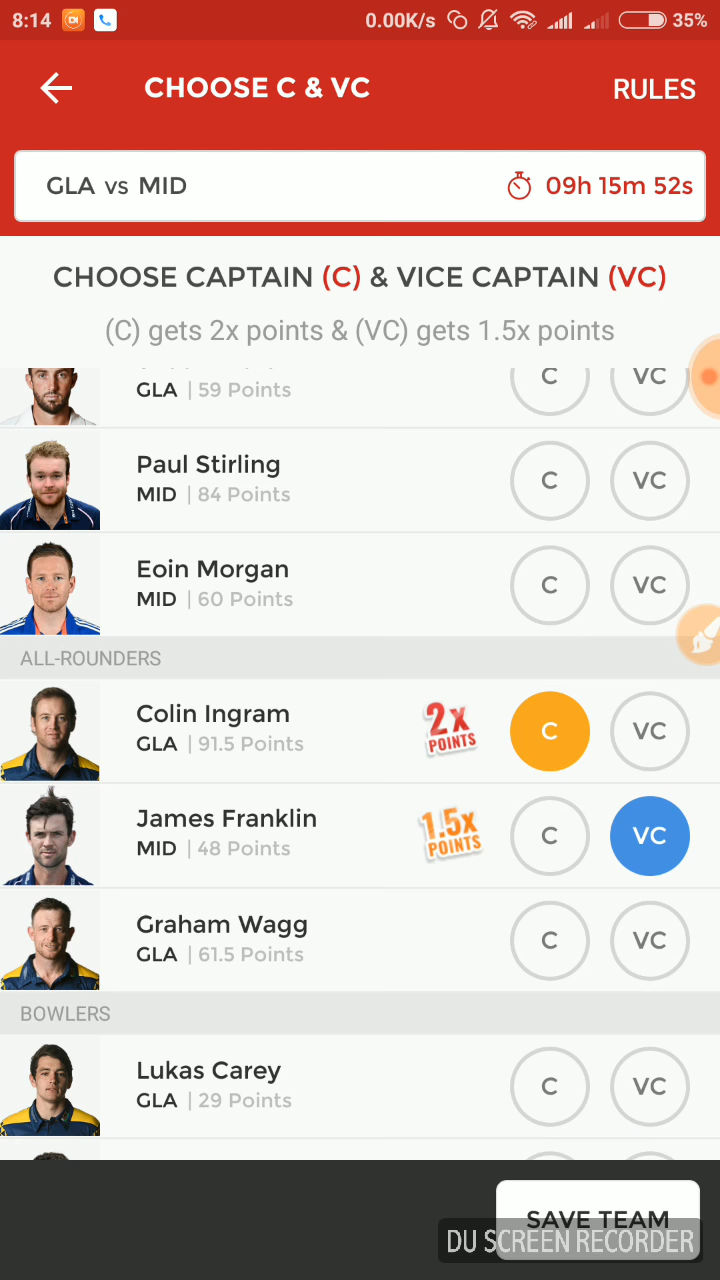 8:14 0.00K/s 35%
CHOOSE C & VC RULES
GLA vs MID 09h 15m 52s
CHOOSE CAPTAIN (C) & VICE CAPTAIN (VC)
(C) gets 2x points & (VC) gets 1.5x points
GLA | 59 Points C VC
Paul Stirling
MID | 84 Points C VC
Eoin Morgan
MID | 60 Points C VC
ALL-ROUNDERS
Colin Ingram
GLA | 91.5 Points 2X POINTS C VC
James Franklin
MID | 48 Points 1.5X POINTS C VC
Graham Wagg
GLA | 61.5 Points C VC
BOWLERS
Lukas Carey
GLA | 29 Points C VC
SAVE TEAM
DU SCREEN RECORDER